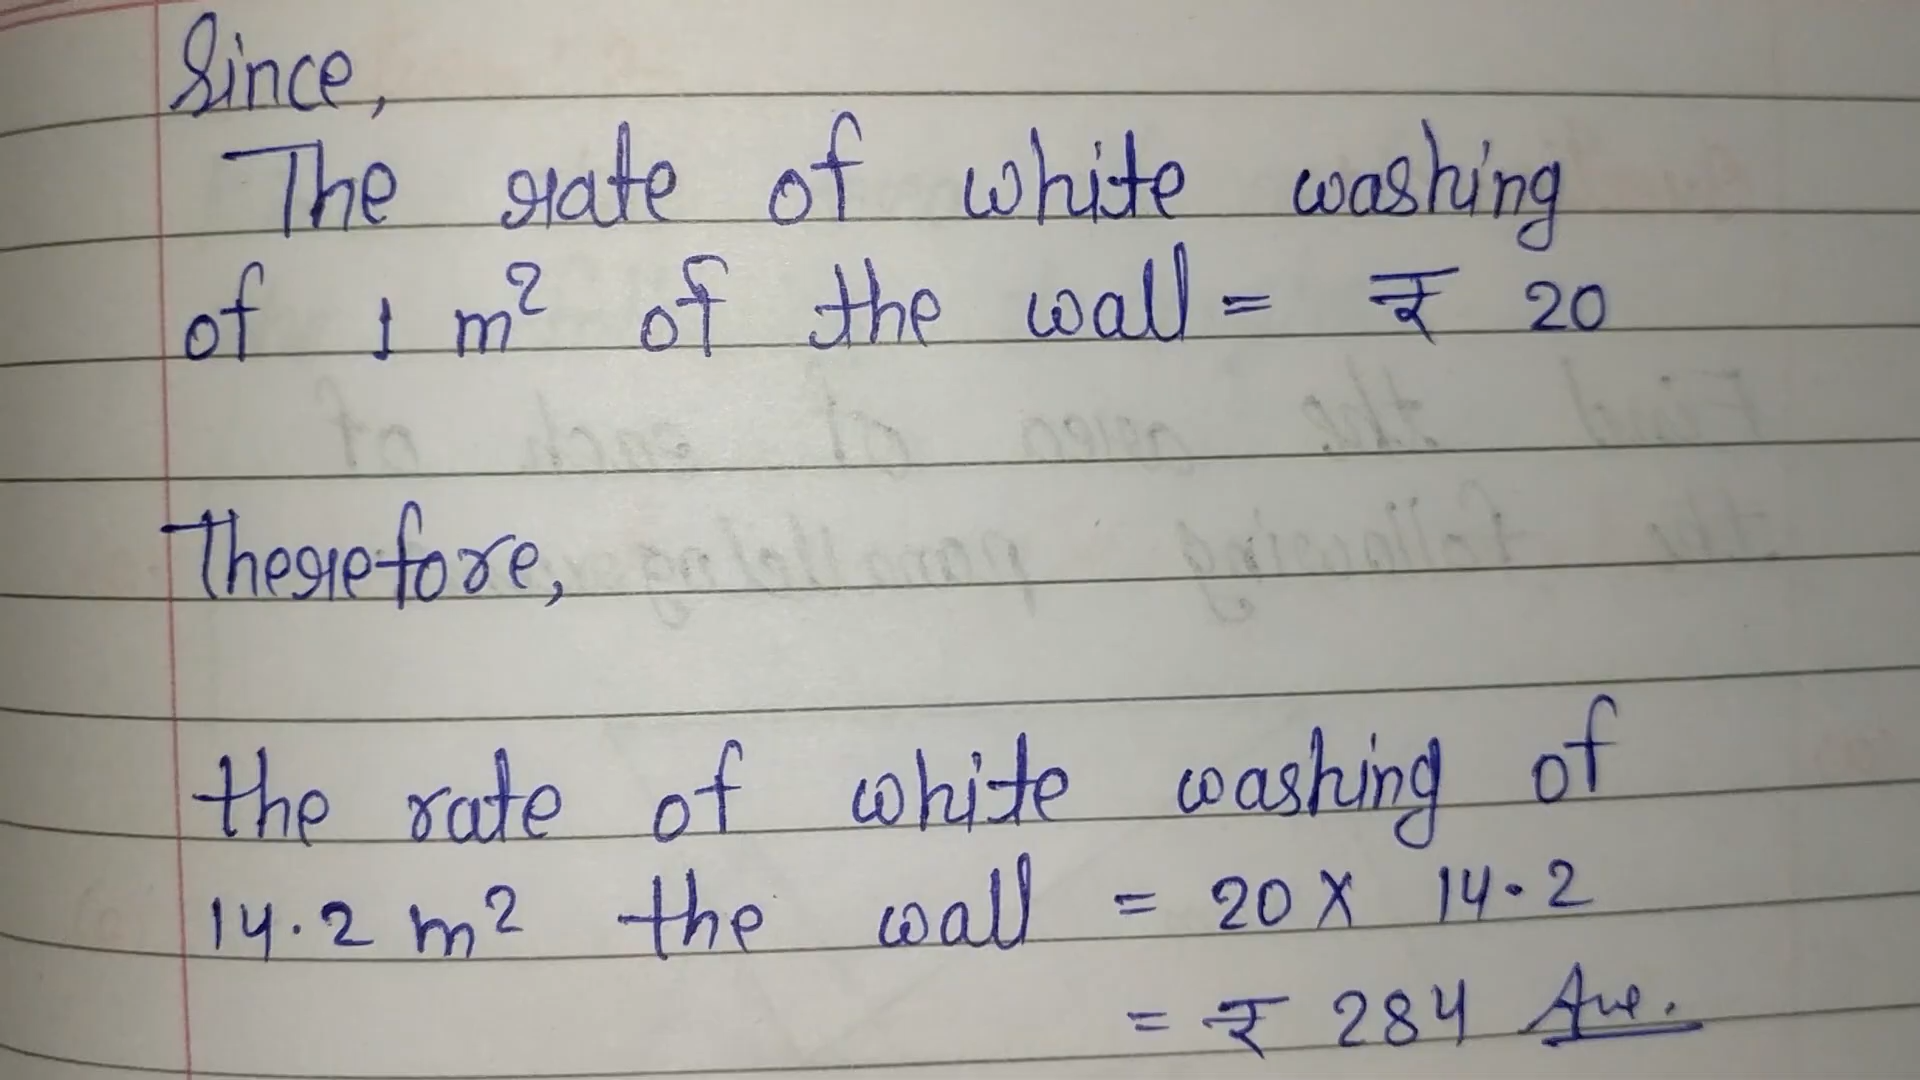 Since,
The rate of white washing
of 1 m² of the wall = ₹ 20
Therefore,
the rate of white washing of
14.2 m² the wall = 20 × 14.2
= ₹ 284 Ans.